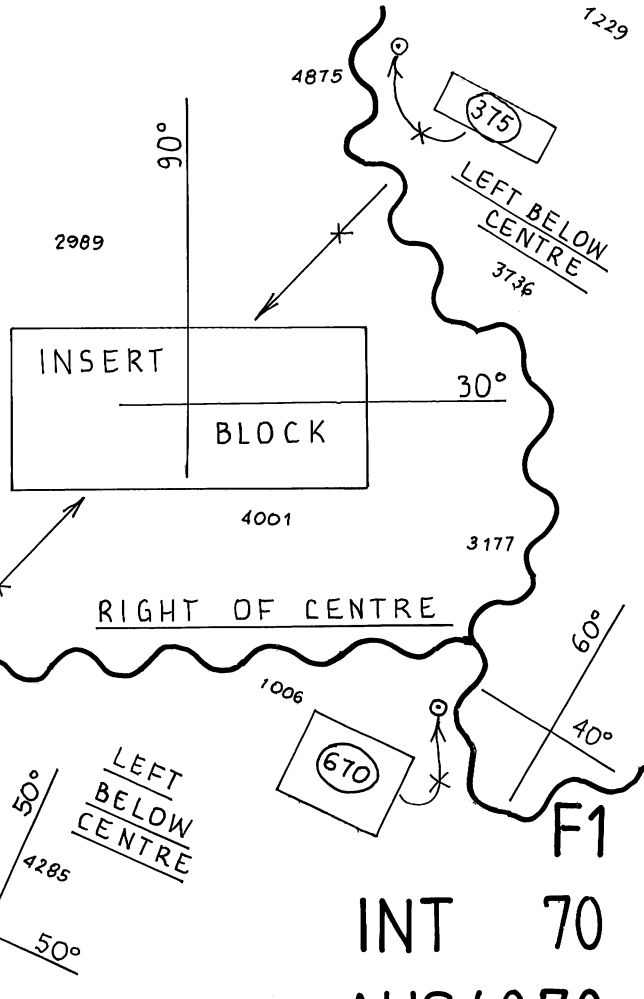 1229
4875
375
90°
LEFT BELOW
CENTRE
2989
3736
INSERT
30°
BLOCK
4001
3177
RIGHT OF CENTRE
60°
1006
40°
670
LEFT
BELOW
CENTRE
50°
4285
F1
INT 70
50°